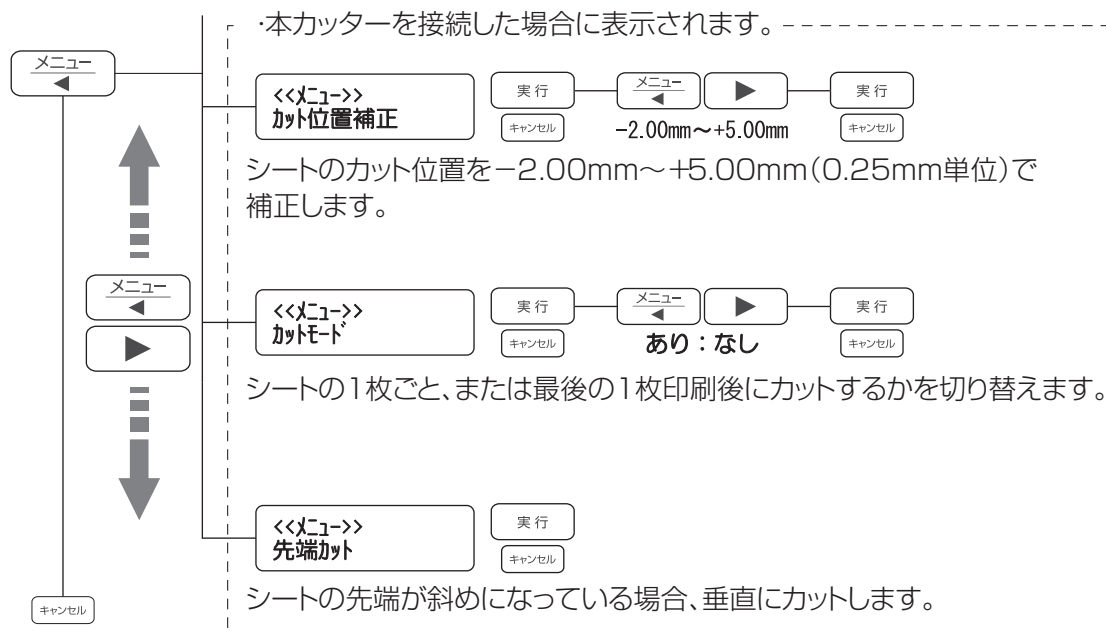 ・本カッターを接続した場合に表示されます。
メニュー
<<メニュー>>
カット位置補正
実行
キャンセル
メニュー
−2.00mm〜+5.00mm
実行
キャンセル
シートのカット位置を−2.00mm〜+5.00mm(0.25mm単位)で
補正します。
メニュー
<<メニュー>>
カットモード
実行
キャンセル
メニュー
あり：なし
実行
キャンセル
シートの1枚ごと、または最後の1枚印刷後にカットするかを切り替えます。
<<メニュー>>
先端カット
実行
キャンセル
シートの先端が斜めになっている場合、垂直にカットします。
キャンセル